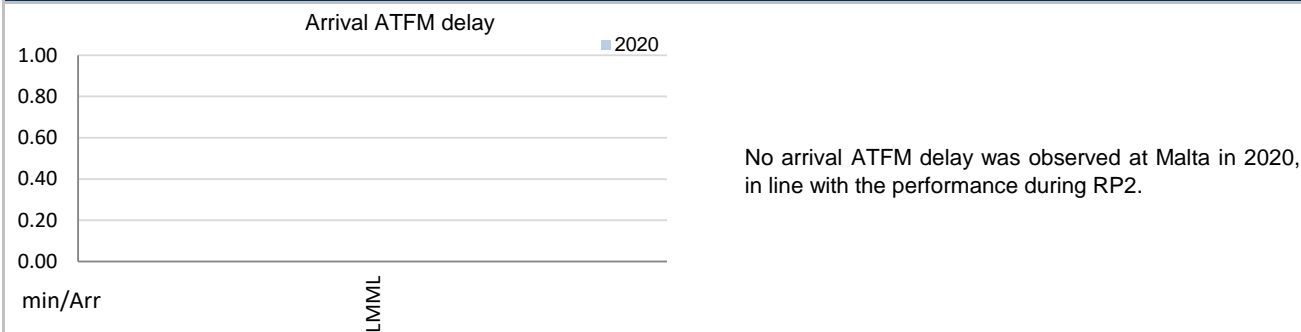 Arrival ATFM delay
2020
1.00
0.80
0.60
0.40
0.20
0.00
min/Arr
LMML
No arrival ATFM delay was observed at Malta in 2020,
in line with the performance during RP2.